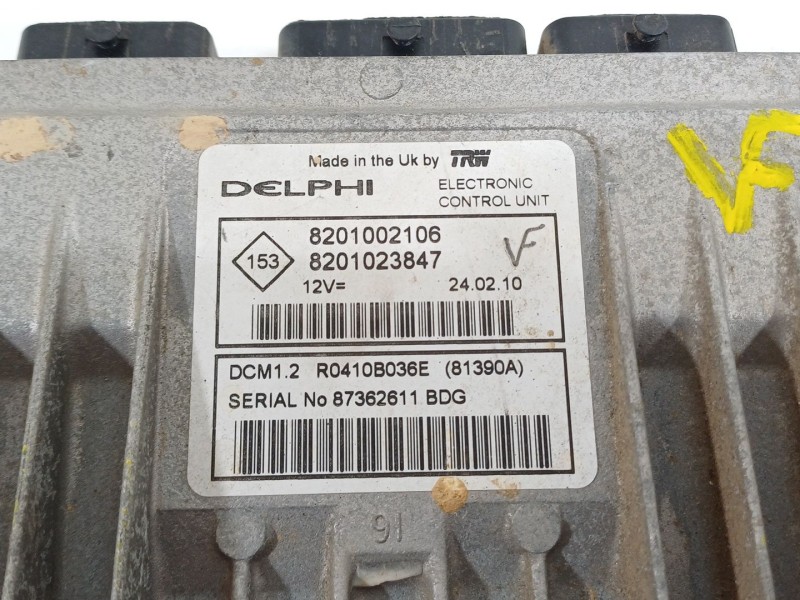 Made in the Uk by TRW
DELPHI
ELECTRONIC
CONTROL UNIT
153
8201002106
8201023847
12V=
24.02.10
VF
VF
DCM1.2 R0410B036E (81390A)
SERIAL No 87362611 BDG
91